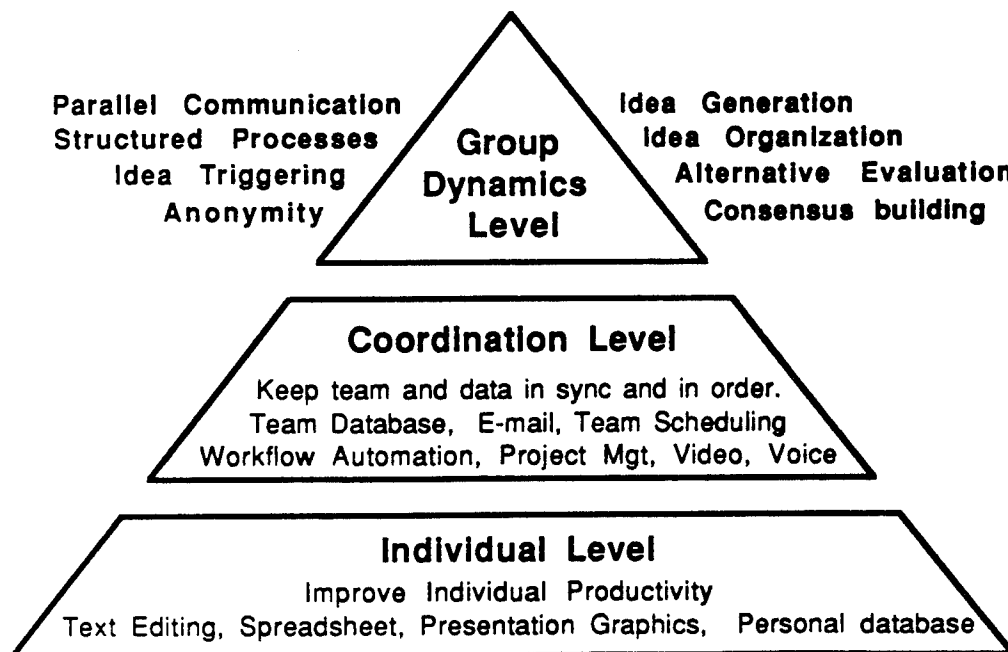 Parallel Communication
Structured Processes
Idea Triggering
Anonymity
Group
Dynamics
Level
Idea Generation
Idea Organization
Alternative Evaluation
Consensus building
Coordination Level
Keep team and data in sync and in order.
Team Database, E-mail, Team Scheduling
Workflow Automation, Project Mgt, Video, Voice
Individual Level
Improve Individual Productivity
Text Editing, Spreadsheet, Presentation Graphics, Personal database